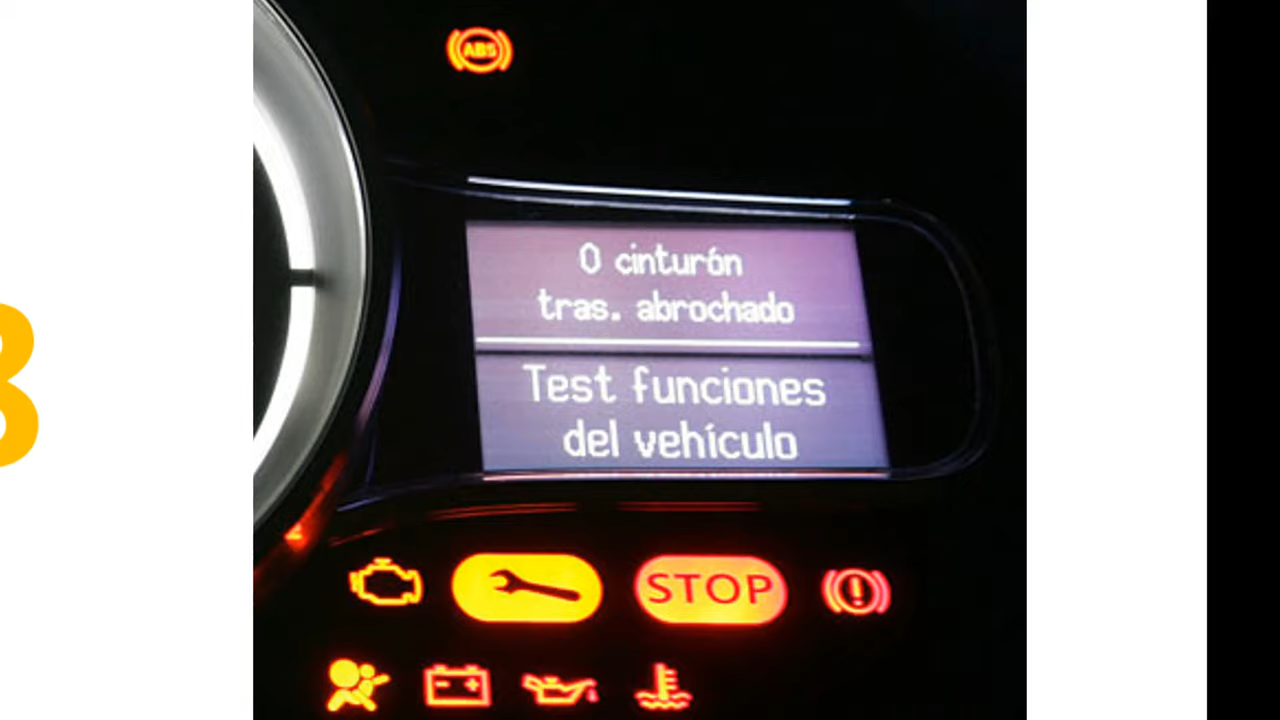 ABS
0 cinturón
tras. abrochado
Test funciones
del vehículo
STOP